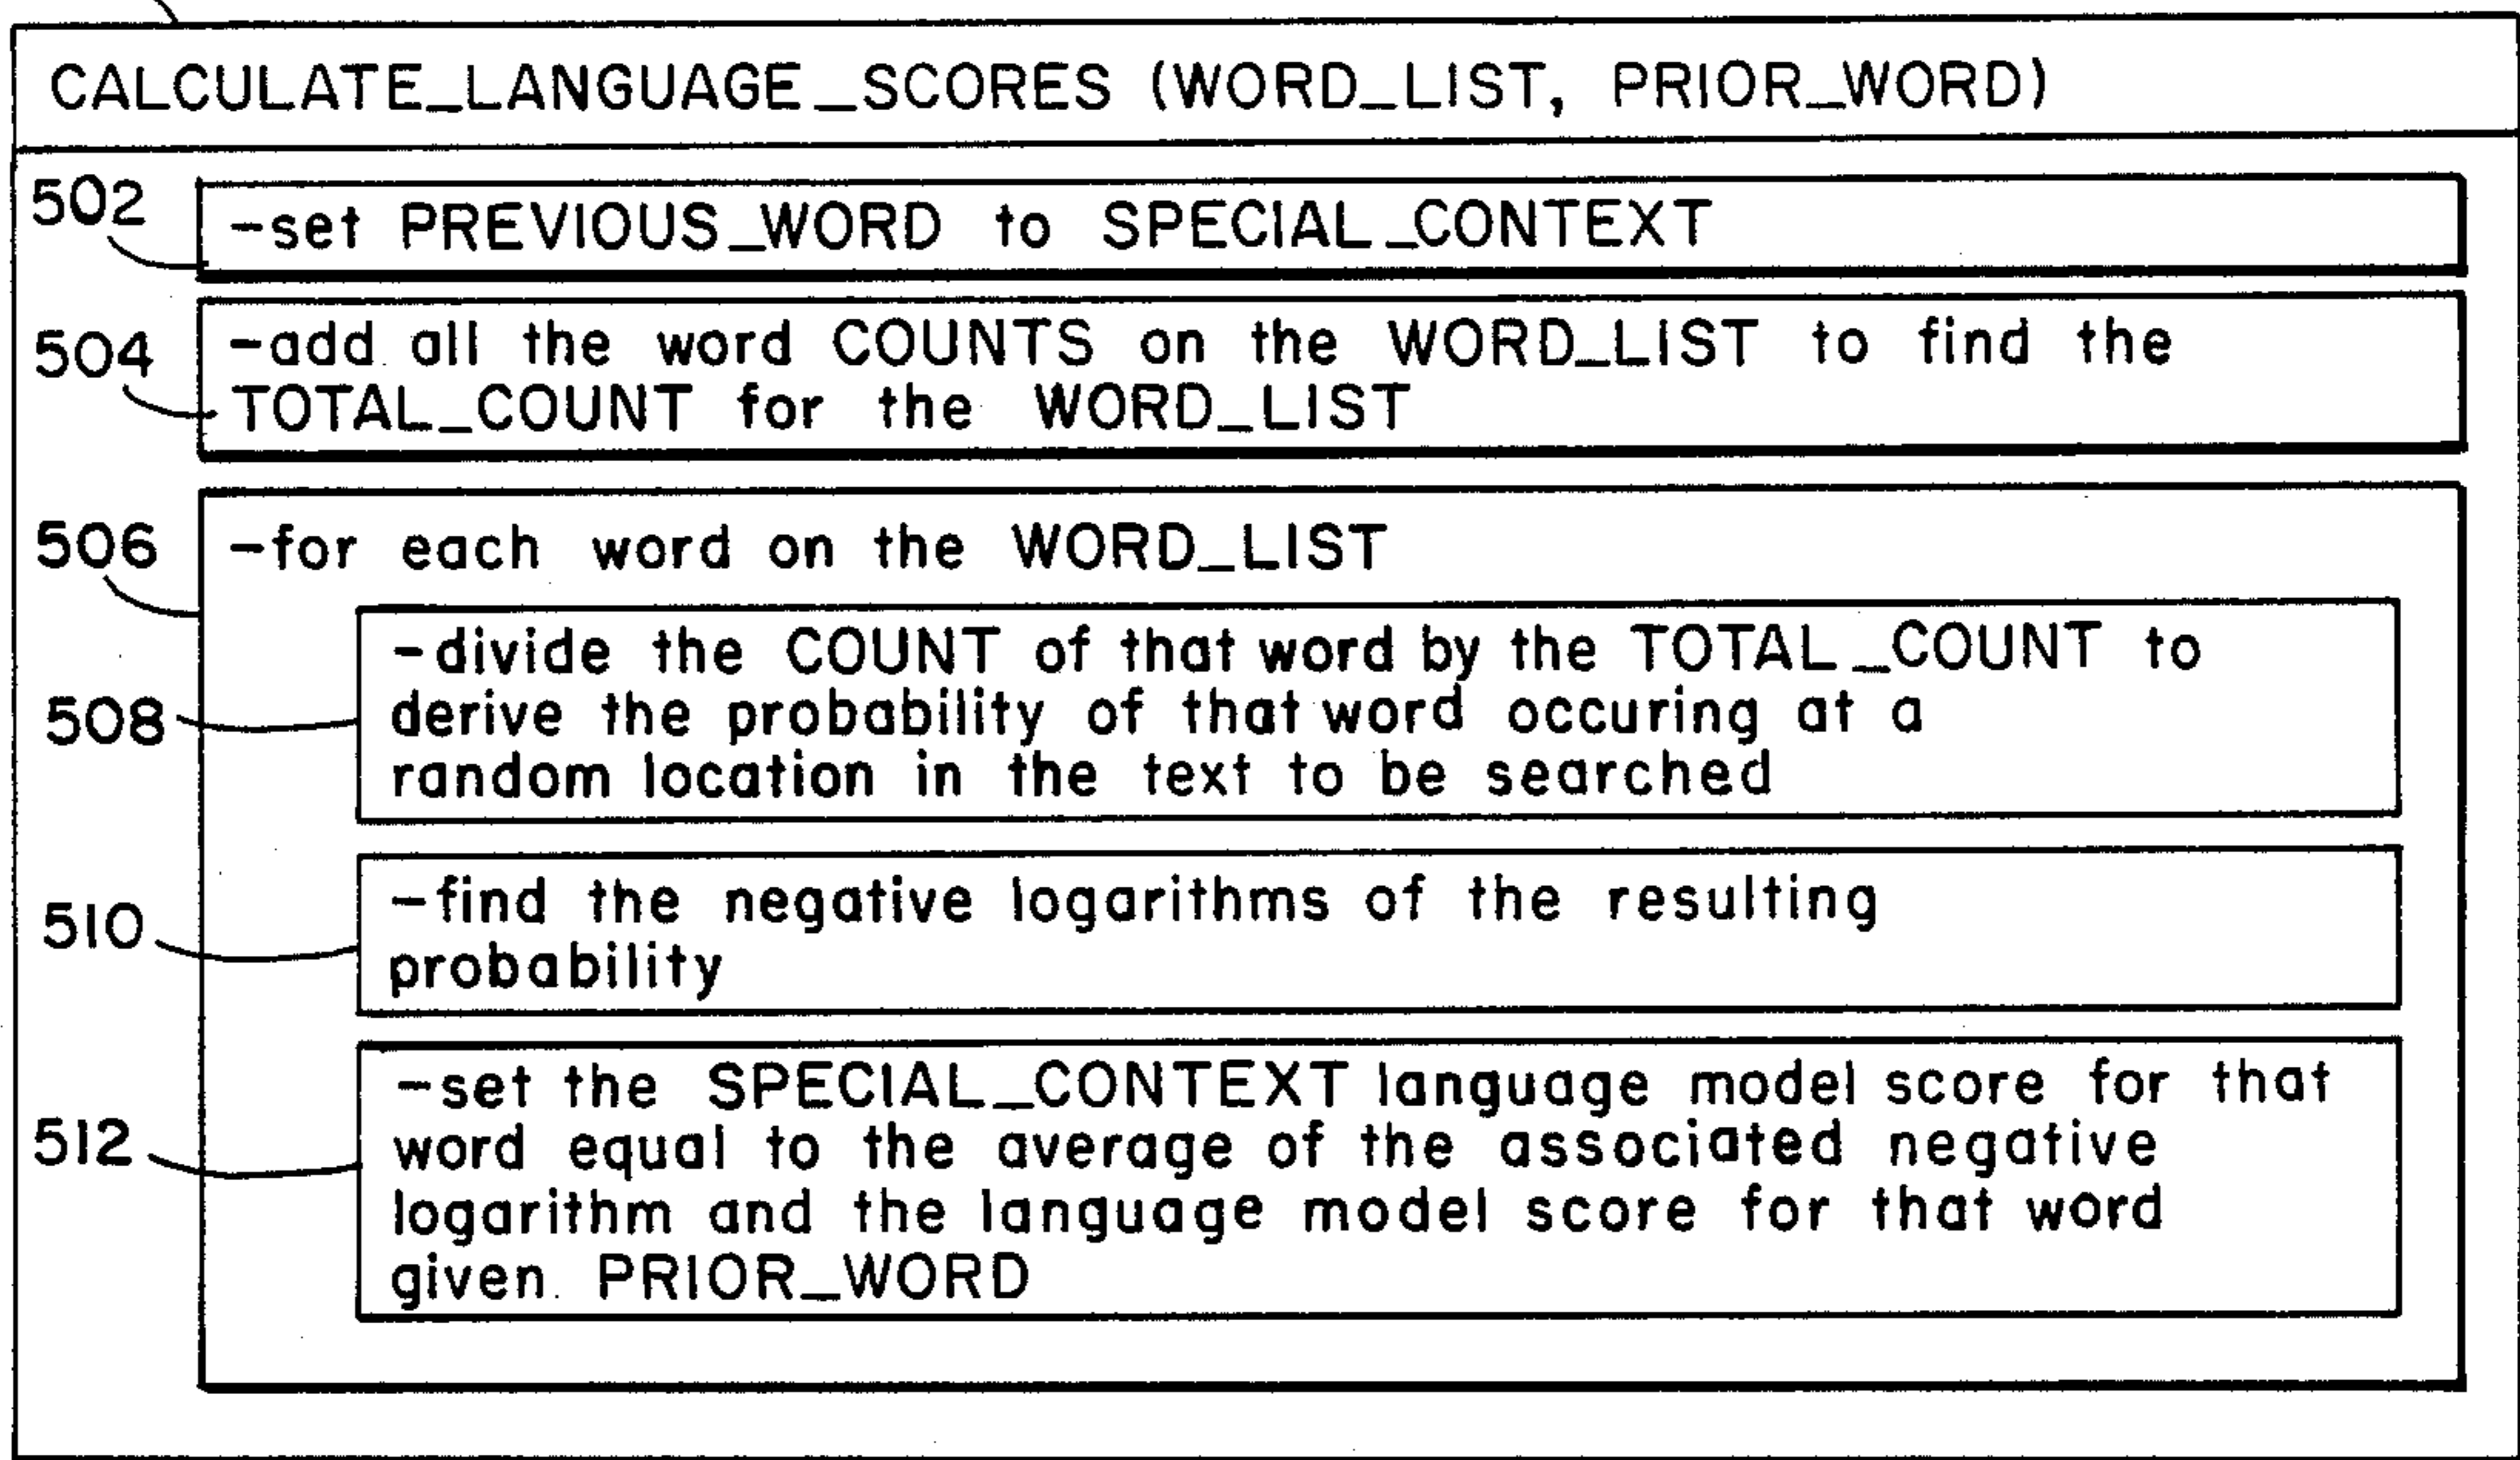 CALCULATE_LANGUAGE_SCORES (WORD_LIST, PRIOR_WORD)
502
-set PREVIOUS_WORD to SPECIAL_CONTEXT
504
-add all the word COUNTS on the WORD_LIST to find the
TOTAL_COUNT for the WORD_LIST
506
-for each word on the WORD_LIST
508
-divide the COUNT of that word by the TOTAL_COUNT to
derive the probability of that word occuring at a
random location in the text to be searched
510
-find the negative logarithms of the resulting
probability
512
-set the SPECIAL_CONTEXT language model score for that
word equal to the average of the associated negative
logarithm and the language model score for that word
given PRIOR_WORD